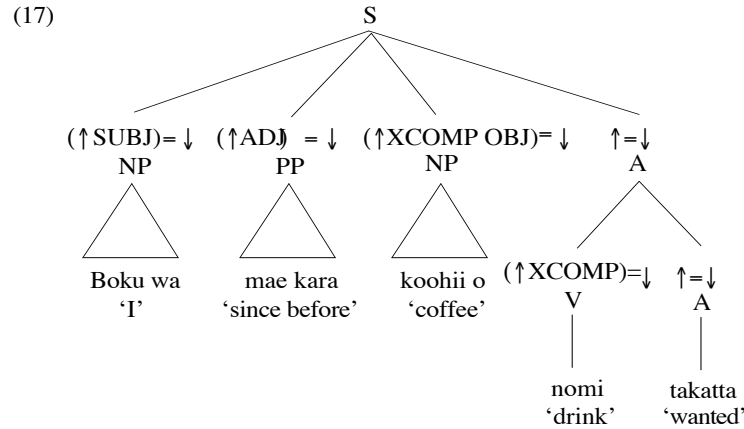 (17)
S
(↑SUBJ)=↓ (↑ADJ) =↓ (↑XCOMP OBJ)=↓ ↑=↓
NP PP NP A
Boku wa mae kara koohii o (↑XCOMP)=↓ ↑=↓
‘I’ ‘since before’ ‘coffee’ V A
nomi takatta
‘drink’ ‘wanted’